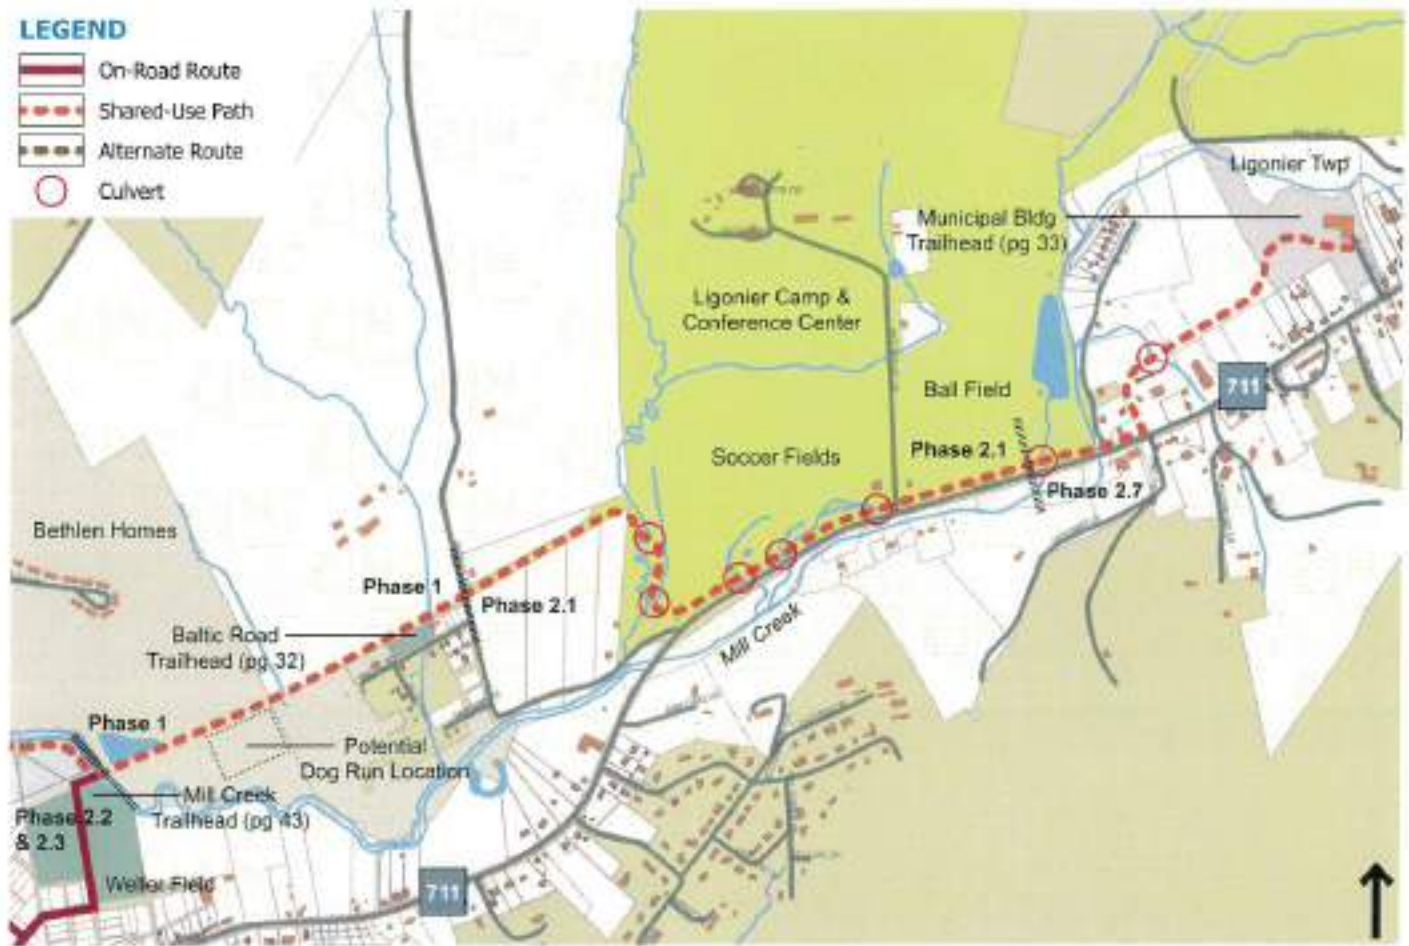 LEGEND
On-Road Route
Shared-Use Path
Alternate Route
Culvert
Ligonier Twp
Municipal Bldg
Trailhead (pg 33)
Ligonier Camp &
Conference Center
711
Ball Field
Phase 2.1
Soccer Fields
Phase 2.7
Bethlen Homes
Phase 1
Phase 2.1
Baltic Road
Trailhead (pg 32)
Mill Creek
Phase 1
Potential
Dog Run Location
Mill Creek
Trailhead (pg 43)
Phase 2.2
& 2.3
Weller Field
711